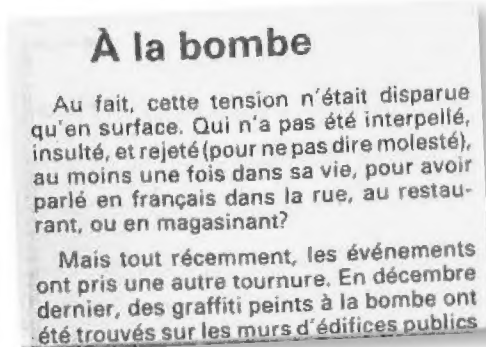 À la bombe
Au fait, cette tension n'était disparue
qu'en surface. Qui n'a pas été interpellé,
insulté, et rejeté (pour ne pas dire molesté),
au moins une fois dans sa vie, pour avoir
parlé en français dans la rue, au restau-
rant, ou en magasinant?
Mais tout récemment, les événements
ont pris une autre tournure. En décembre
dernier, des graffiti peints à la bombe ont
été trouvés sur les murs d'édifices publics